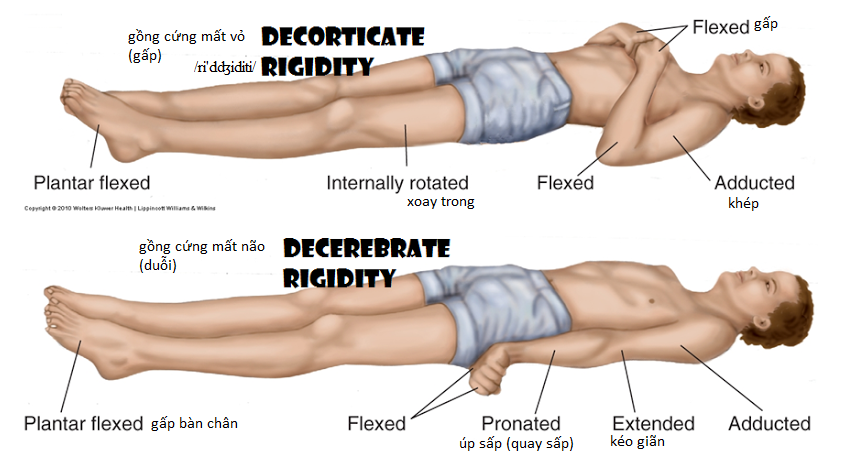 gồng cứng mất vỏ
(gấp)
DECORTICATE
/rɪˈdʒɪdɪti/ RIGIDITY
Flexed gấp
Plantar flexed
Internally rotated
xoay trong
Flexed
Adducted
khép
Copyright © 2010 Wolters Kluwer Health | Lippincott Williams & Wilkins
gồng cứng mất não
(duỗi)
DECEREBRATE
RIGIDITY
Plantar flexed gấp bàn chân
Flexed
Pronated
úp sấp (quay sấp)
Extended
kéo giãn
Adducted